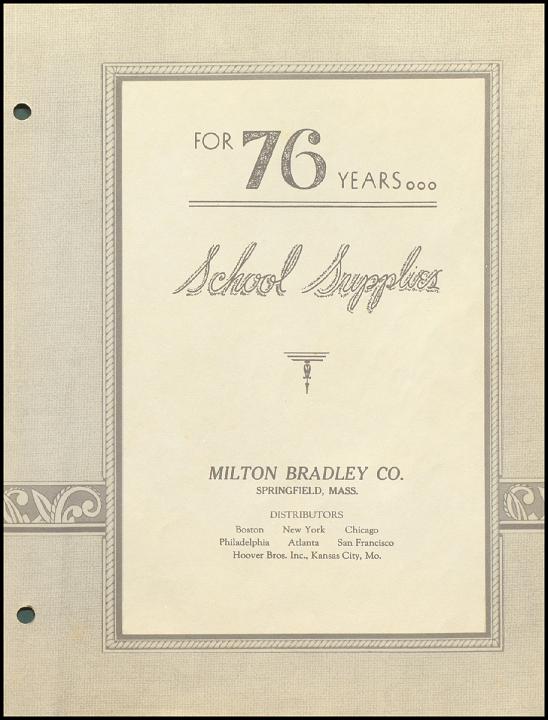 FOR 76 YEARS...
School Supplies
MILTON BRADLEY CO.
SPRINGFIELD, MASS.
DISTRIBUTORS
Boston New York Chicago
Philadelphia Atlanta San Francisco
Hoover Bros. Inc., Kansas City, Mo.